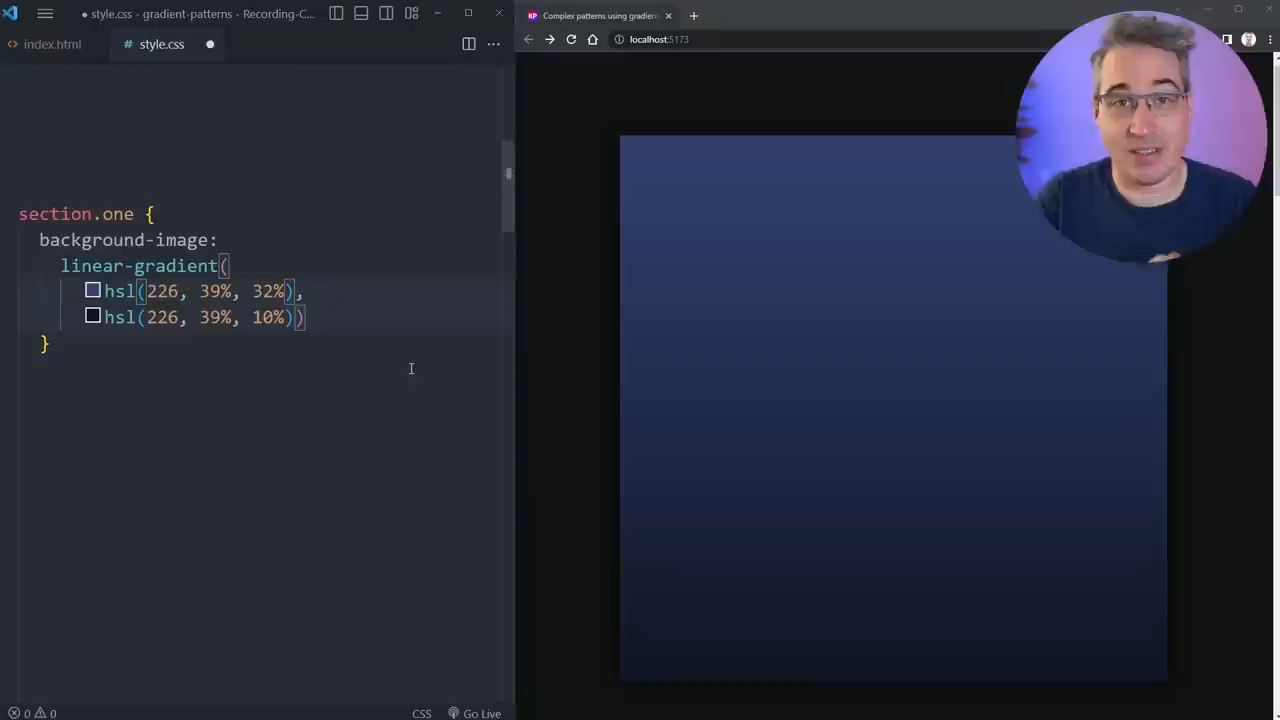 style.css - gradient-patterns - Recording-C...
index.html
# style.css
section.one {
background-image:
linear-gradient(
hsl(226, 39%, 32%),
hsl(226, 39%, 10%))
}
0 0
CSS
Go Live
KP
Complex patterns using gradien
localhost:5173